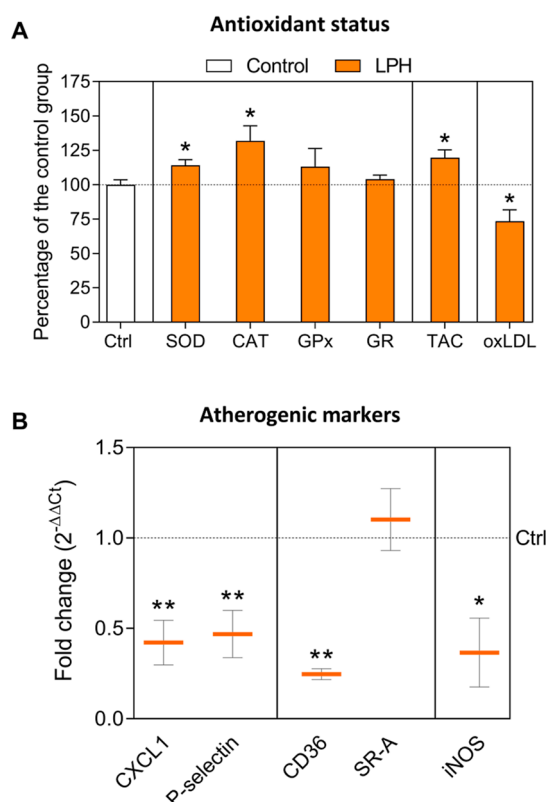 A
Antioxidant status
Control LPH
Percentage of the control group
175
150
125
100
75
50
25
0
* * * *
Ctrl SOD CAT GPx GR TAC oxLDL
B
Atherogenic markers
Fold change (2^-ΔΔCt)
1.5
1.0
0.5
0.0
Ctrl
** ** ** *
CXCL1 P-selectin CD36 SR-A iNOS